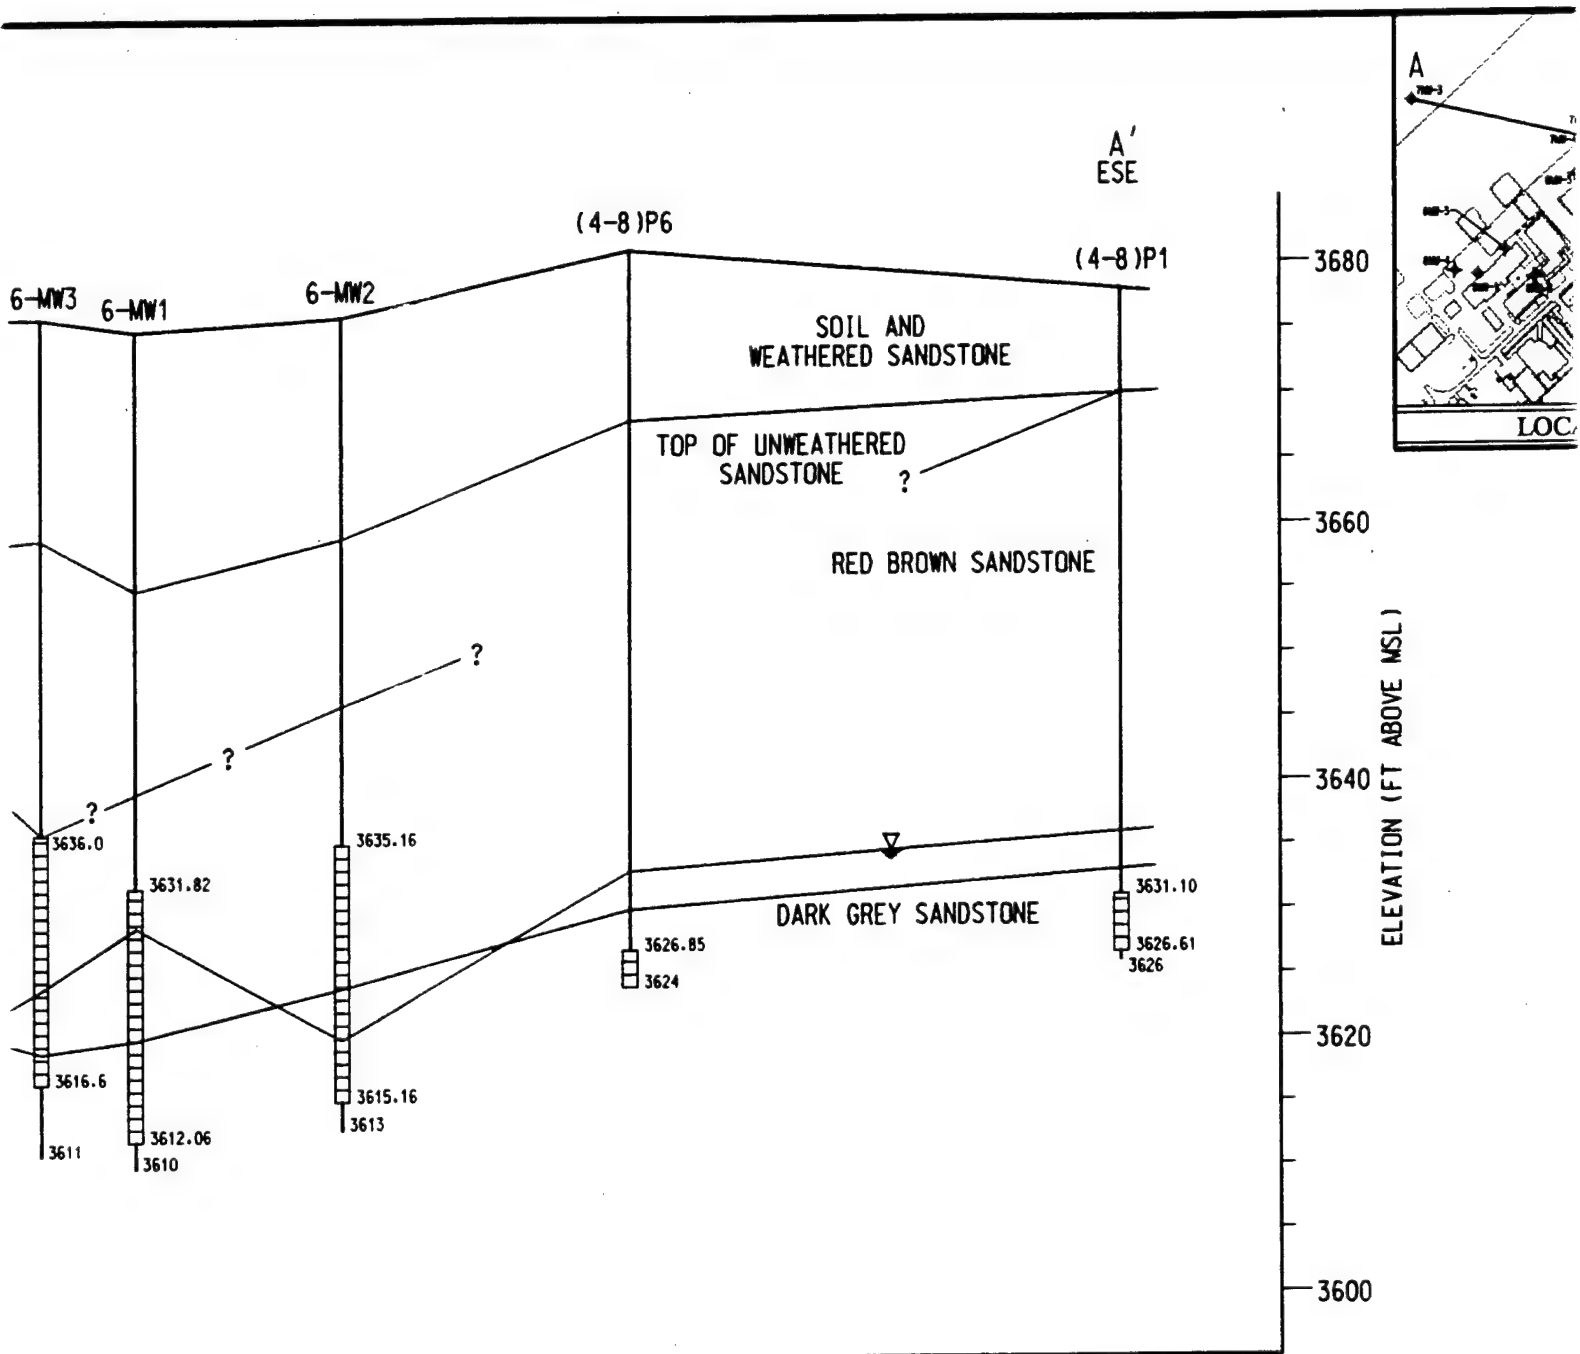 A
A'
ESE
(4-8)P6
(4-8)P1
6-MW3
6-MW1
6-MW2
3680
SOIL AND
WEATHERED SANDSTONE
LOCA
TOP OF UNWEATHERED
SANDSTONE
?
3660
RED BROWN SANDSTONE
?
?
?
3640
ELEVATION (FT ABOVE MSL)
3636.0
3635.16
3631.82
3631.10
DARK GREY SANDSTONE
3626.85
3626.61
3626
3624
3620
3616.6
3615.16
3613
3612.06
3611
3610
3600